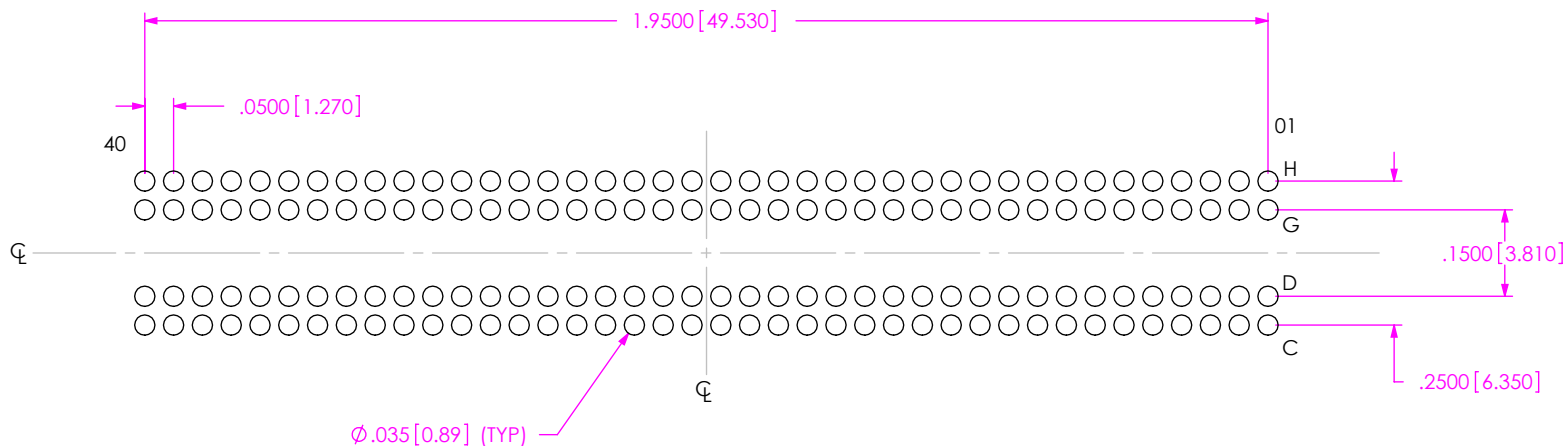 1.9500[49.530]
.0500[1.270]
40
01
H
G
℄
.1500[3.810]
D
C
.2500[6.350]
℄
Ø.035[0.89] (TYP)